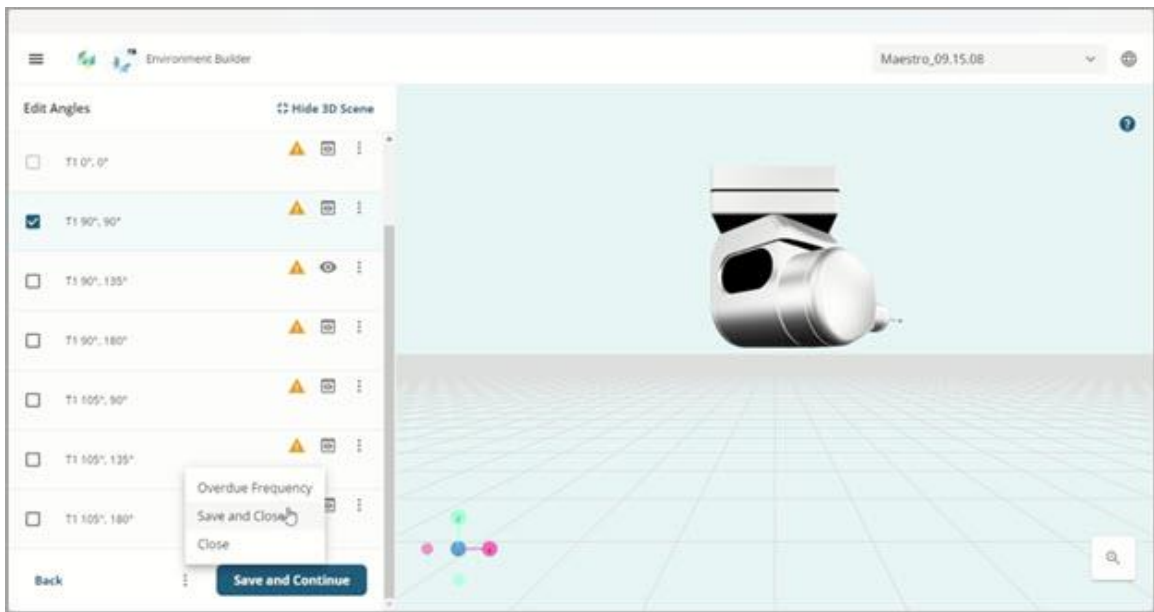 Environment Builder
Maestro_09.15.08
Edit Angles
Hide 3D Scene
T1 0°, 0°
T1 90°, 90°
T1 90°, 135°
T1 90°, 180°
T1 105°, 90°
T1 105°, 135°
T1 105°, 180°
Overdue Frequency
Save and Close
Close
Back
Save and Continue